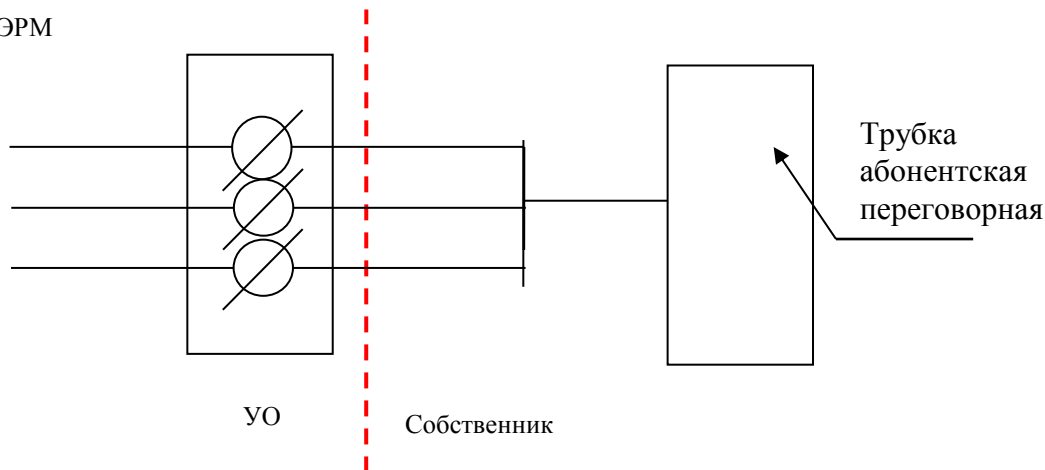 ЭРМ
Трубка
абонентская
переговорная
УО
Собственник